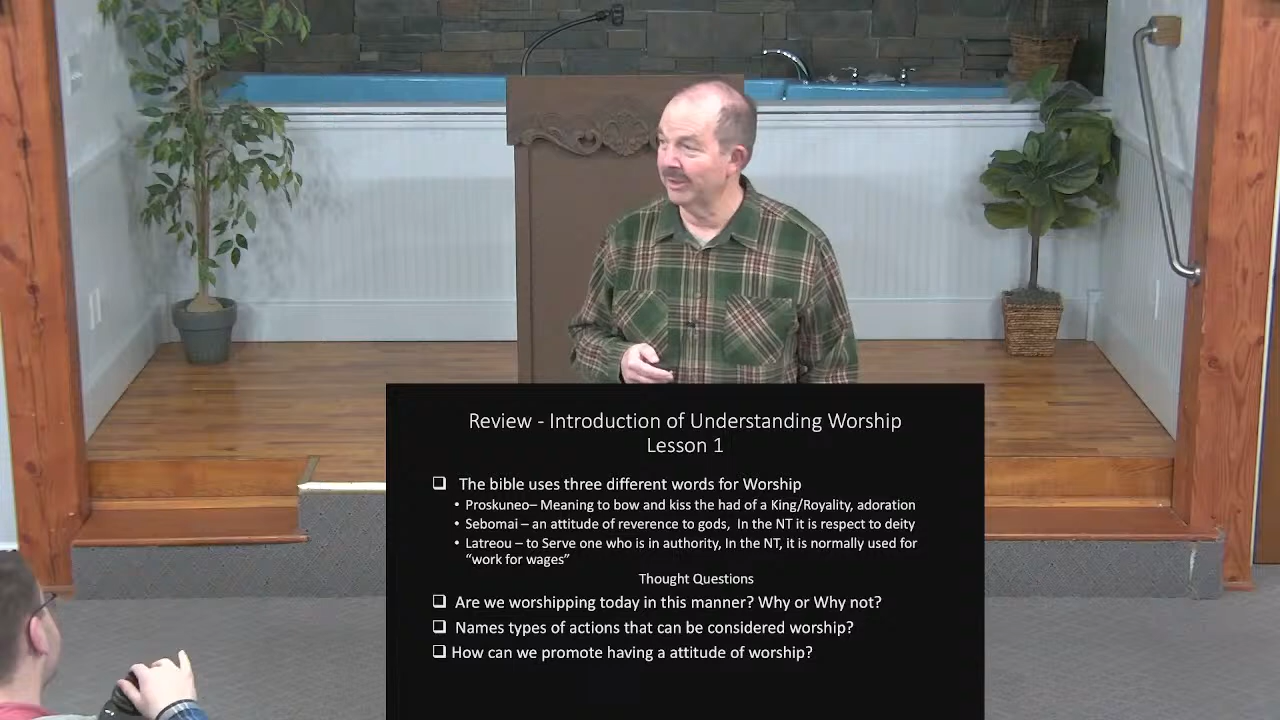 Review - Introduction of Understanding Worship
Lesson 1
❑ The bible uses three different words for Worship
• Proskuneo– Meaning to bow and kiss the had of a King/Royality, adoration
• Sebomai – an attitude of reverence to gods, In the NT it is respect to deity
• Latreou – to Serve one who is in authority, In the NT, it is normally used for
“work for wages”
Thought Questions
❑ Are we worshipping today in this manner? Why or Why not?
❑ Names types of actions that can be considered worship?
❑ How can we promote having a attitude of worship?